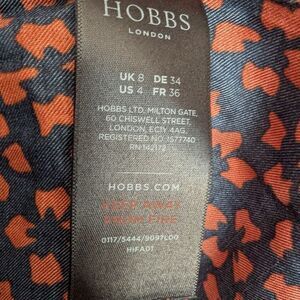 HOBBS
LONDON
UK 8 DE 34
US 4 FR 36
HOBBS LTD, MILTON GATE,
60 CHISWELL STREET,
LONDON, EC1Y 4AG,
REGISTERED NO. 1577740
RN 142172
HOBBS.COM
KEEP AWAY
FROM FIRE
0117/5444/9097L00
HiFA01